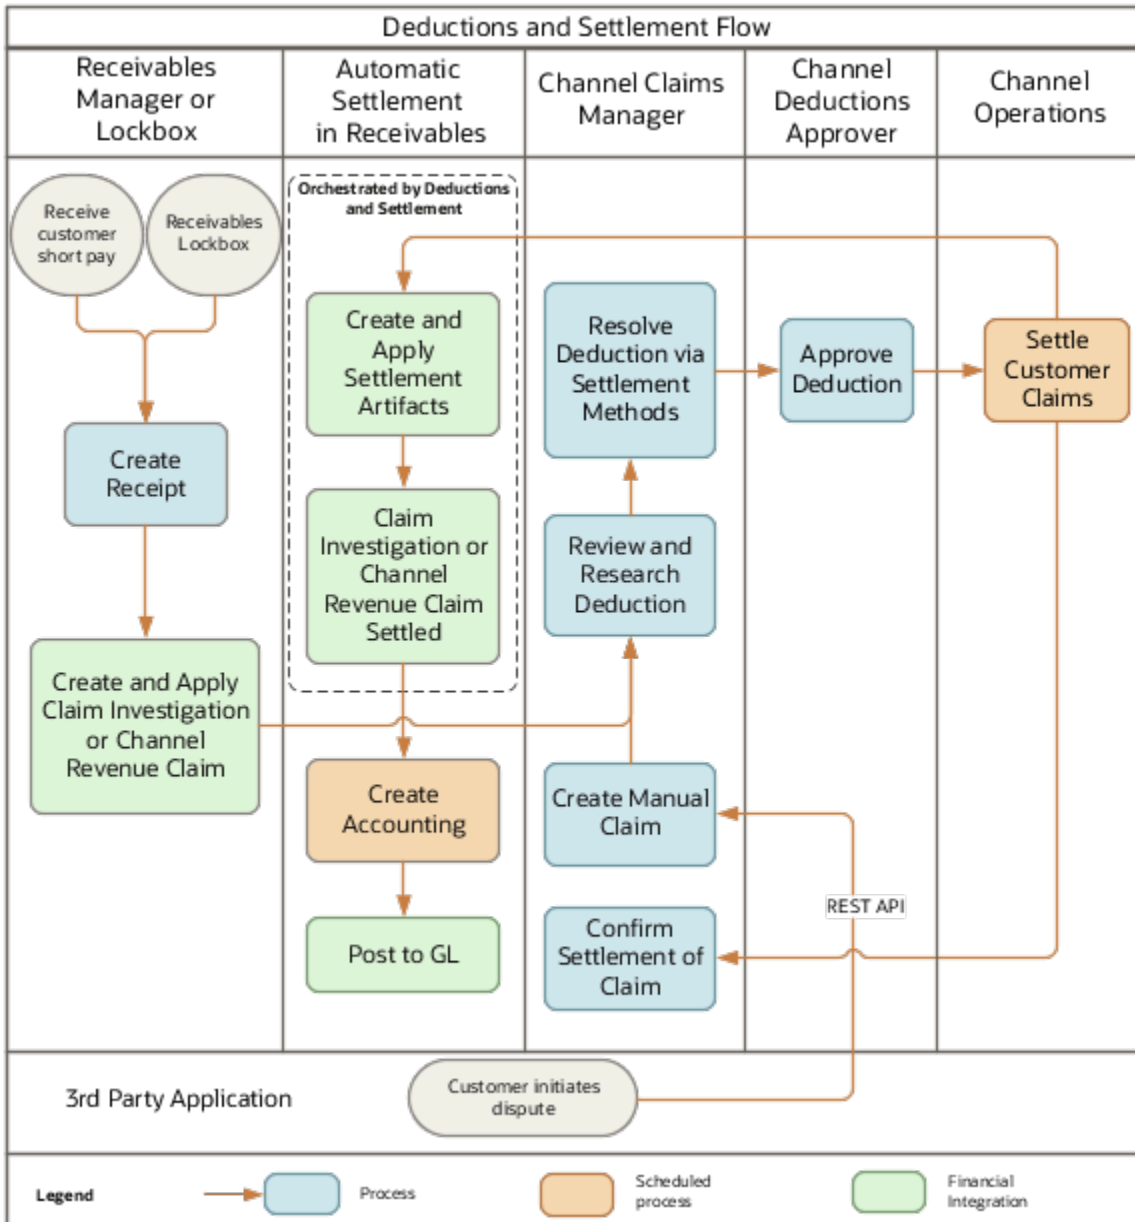 Deductions and Settlement Flow
Receivables
Manager or
Lockbox
Automatic
Settlement
in Receivables
Channel Claims
Manager
Channel
Deductions
Approver
Channel
Operations
Receive
customer
short pay
Receivables
Lockbox
Create
Receipt
Create and Apply
Claim Investigation
or Channel
Revenue Claim
Orchestrated by Deductions
and Settlement
Create and
Apply
Settlement
Artifacts
Claim
Investigation or
Channel
Revenue Claim
Settled
Create
Accounting
Post to GL
Resolve
Deduction via
Settlement
Methods
Review and
Research
Deduction
Create Manual
Claim
Confirm
Settlement of
Claim
Approve
Deduction
REST API
Settle
Customer
Claims
3rd Party Application
Customer initiates
dispute
Legend
Process
Scheduled
process
Financial
Integration